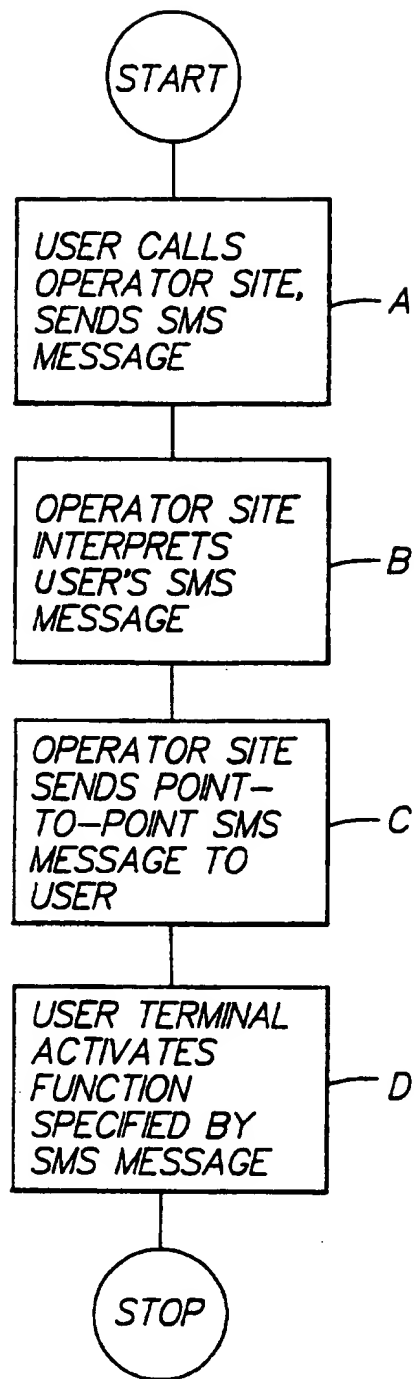 START
USER CALLS
OPERATOR SITE,
SENDS SMS
MESSAGE
A
OPERATOR SITE
INTERPRETS
USER'S SMS
MESSAGE
B
OPERATOR SITE
SENDS POINT-
TO-POINT SMS
MESSAGE TO
USER
C
USER TERMINAL
ACTIVATES
FUNCTION
SPECIFIED BY
SMS MESSAGE
D
STOP